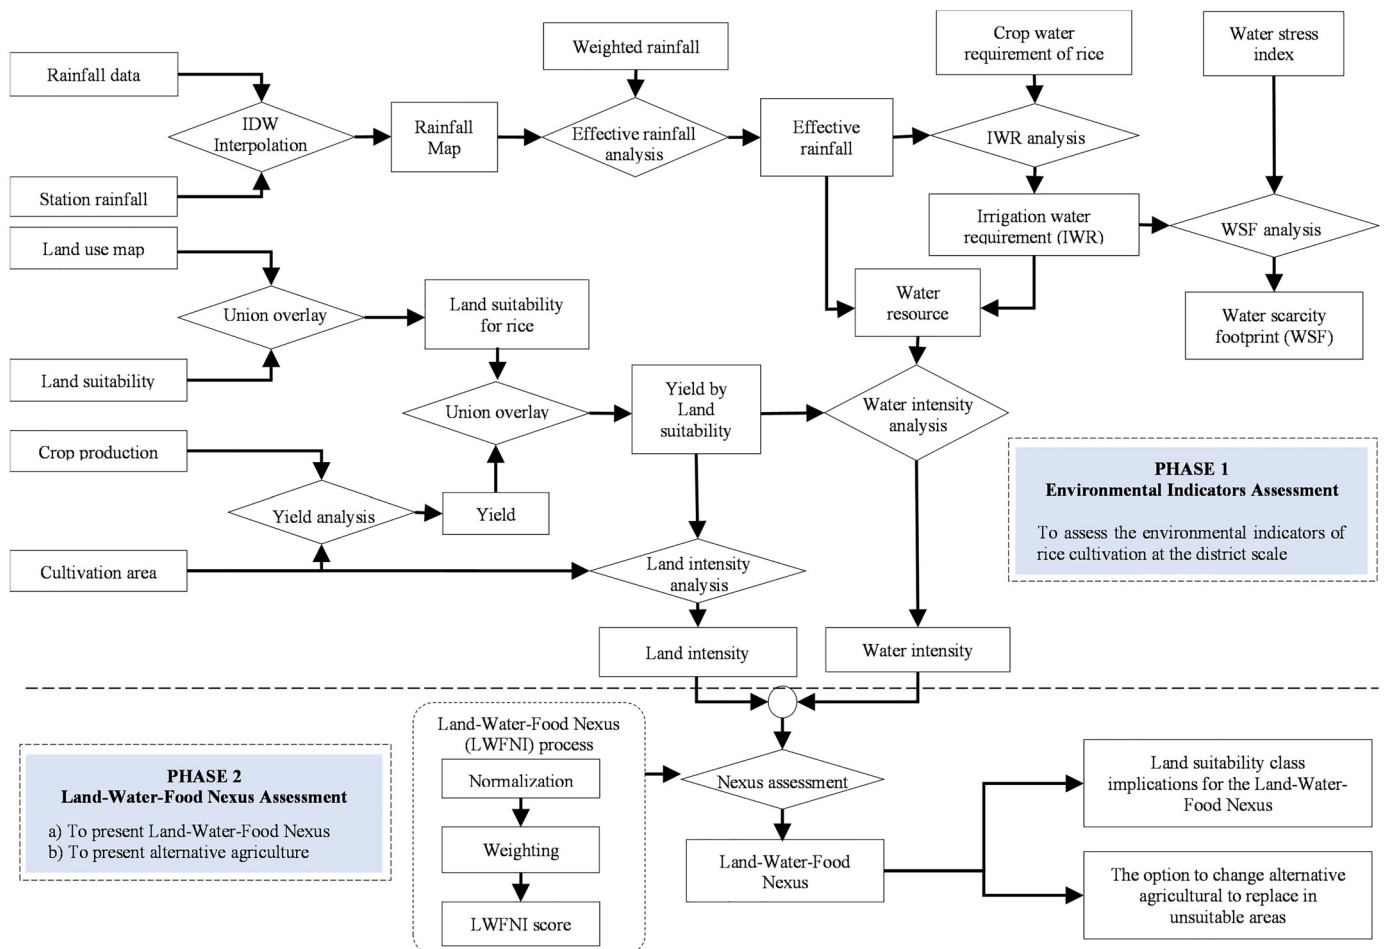 Rainfall data
IDW
Interpolation
Station rainfall
Rainfall
Map
Weighted rainfall
Effective rainfall
analysis
Effective
rainfall
Crop water
requirement of rice
IWR analysis
Irrigation water
requirement (IWR)
Water stress
index
WSF analysis
Water scarcity
footprint (WSF)
Land use map
Union overlay
Land suitability
Land suitability
for rice
Union overlay
Crop production
Yield analysis
Yield
Cultivation area
Yield by
Land
suitability
Water
resource
Water intensity
analysis
Land intensity
analysis
Land intensity
Water intensity
PHASE 1
Environmental Indicators Assessment
To assess the environmental indicators of
rice cultivation at the district scale
PHASE 2
Land-Water-Food Nexus Assessment
a) To present Land-Water-Food Nexus
b) To present alternative agriculture
Land-Water-Food Nexus
(LWFNI) process
Normalization
Weighting
LWFNI score
Nexus assessment
Land-Water-Food
Nexus
Land suitability class
implications for the Land-Water-
Food Nexus
The option to change alternative
agricultural to replace in
unsuitable areas